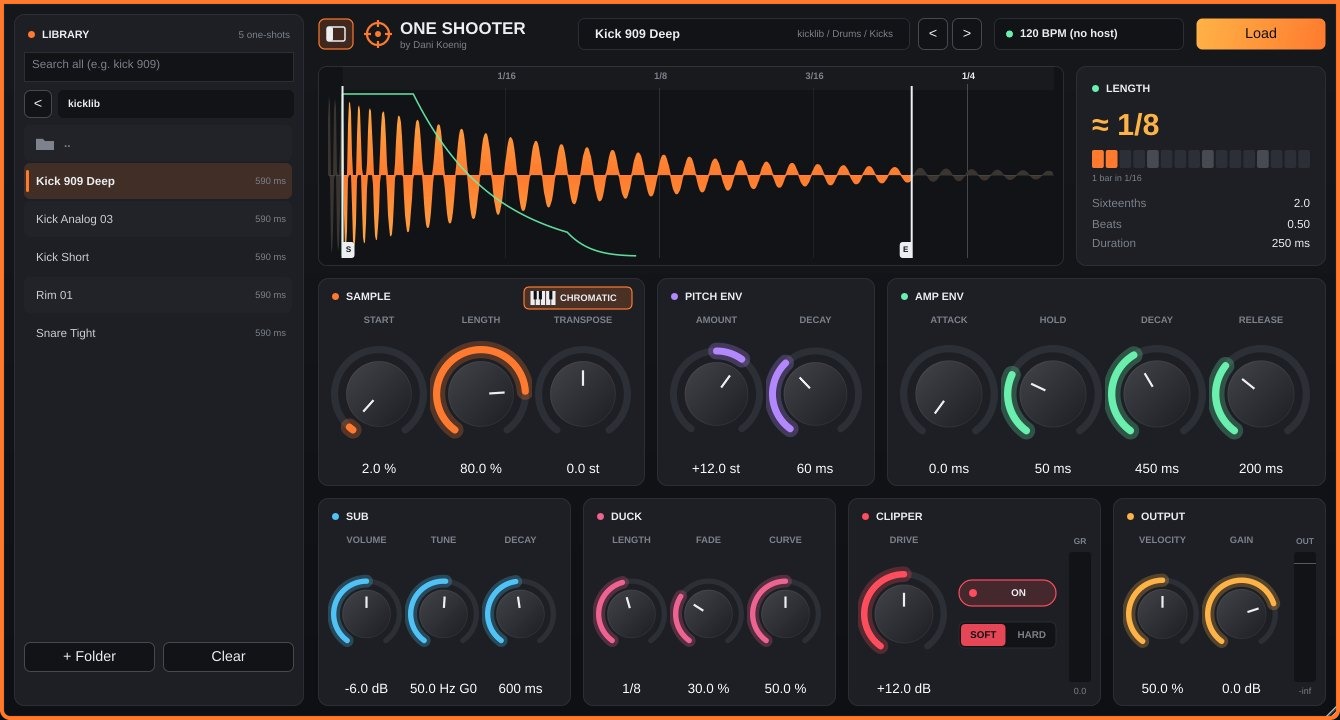 LIBRARY
5 one-shots
Search all (e.g. kick 909)
<
kicklib
..
Kick 909 Deep
590 ms
Kick Analog 03
590 ms
Kick Short
590 ms
Rim 01
590 ms
Snare Tight
590 ms
+ Folder
Clear
ONE SHOOTER
by Dani Koenig
Kick 909 Deep
kicklib / Drums / Kicks
<
>
120 BPM (no host)
Load
1/16
1/8
3/16
1/4
S
E
LENGTH
≈ 1/8
1 bar in 1/16
Sixteenths
2.0
Beats
0.50
Duration
250 ms
SAMPLE
CHROMATIC
START
LENGTH
TRANSPOSE
2.0 %
80.0 %
0.0 st
PITCH ENV
AMOUNT
DECAY
+12.0 st
60 ms
AMP ENV
ATTACK
HOLD
DECAY
RELEASE
0.0 ms
50 ms
450 ms
200 ms
SUB
VOLUME
TUNE
DECAY
-6.0 dB
50.0 Hz G0
600 ms
DUCK
LENGTH
FADE
CURVE
1/8
30.0 %
50.0 %
CLIPPER
DRIVE
GR
ON
SOFT
HARD
+12.0 dB
0.0
OUTPUT
VELOCITY
GAIN
OUT
50.0 %
0.0 dB
-inf